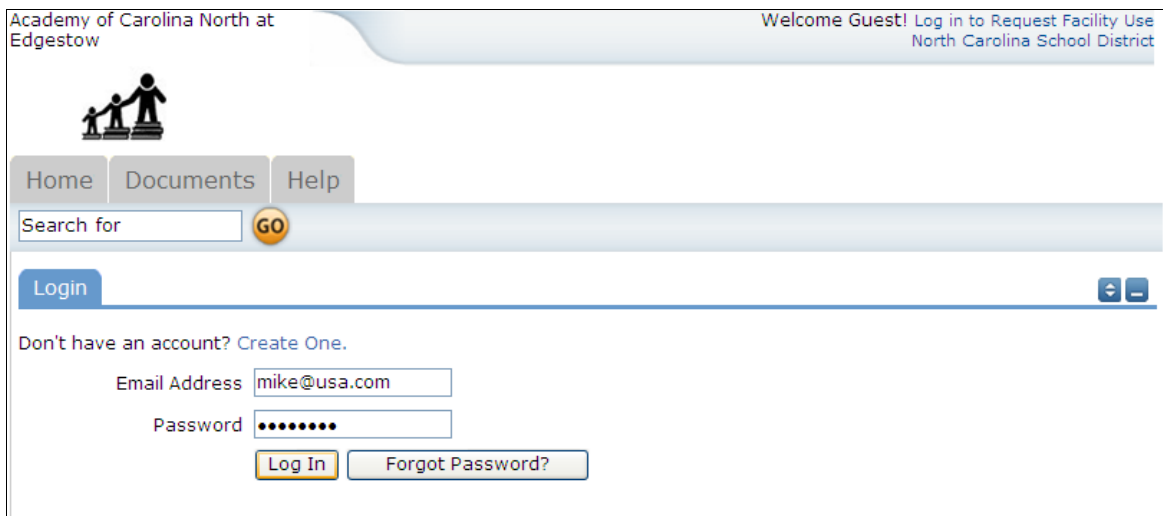 Academy of Carolina North at
Edgestow
Welcome Guest! Log in to Request Facility Use
North Carolina School District
Home Documents Help
Search for GO
Login
Don't have an account? Create One.
Email Address mike@usa.com
Password ••••••••
Log In Forgot Password?